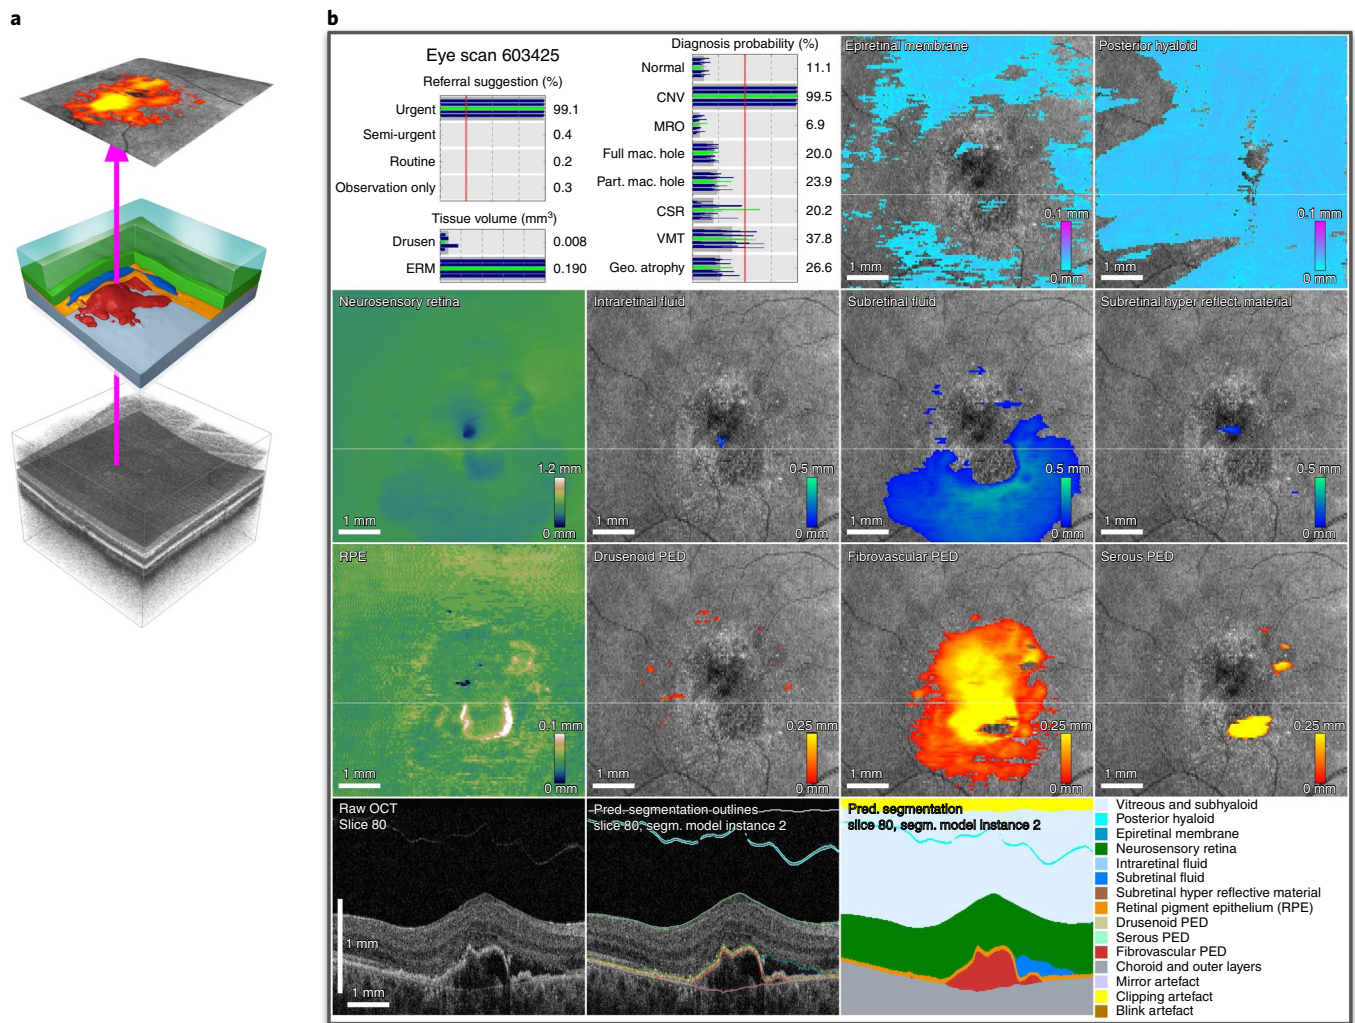 a
b
Eye scan 603425
Referral suggestion (%)
Urgent 99.1
Semi-urgent 0.4
Routine 0.2
Observation only 0.3
Tissue volume (mm³)
Drusen 0.008
ERM 0.190
Diagnosis probability (%)
Normal 11.1
CNV 99.5
MRO 6.9
Full mac. hole 20.0
Part. mac. hole 23.9
CSR 20.2
VMT 37.8
Geo. atrophy 26.6
Epiretinal membrane
0.1 mm
1 mm
0 mm
Posterior hyaloid
0.1 mm
1 mm
0 mm
Neurosensory retina
1.2 mm
1 mm
0 mm
Intraretinal fluid
0.5 mm
1 mm
0 mm
Subretinal fluid
0.5 mm
1 mm
0 mm
Subretinal hyper reflect. material
0.5 mm
1 mm
0 mm
RPE
0.1 mm
1 mm
0 mm
Drusenoid PED
0.25 mm
1 mm
0 mm
Fibrovascular PED
0.25 mm
1 mm
0 mm
Serous PED
0.25 mm
1 mm
0 mm
Raw OCT
Slice 80
1 mm
1 mm
Pred. segmentation outlines
slice 80, segm. model instance 2
Pred. segmentation
slice 80, segm. model instance 2
Vitreous and subhyaloid
Posterior hyaloid
Epiretinal membrane
Neurosensory retina
Intraretinal fluid
Subretinal fluid
Subretinal hyper reflective material
Retinal pigment epithelium (RPE)
Drusenoid PED
Serous PED
Fibrovascular PED
Choroid and outer layers
Mirror artefact
Clipping artefact
Blink artefact